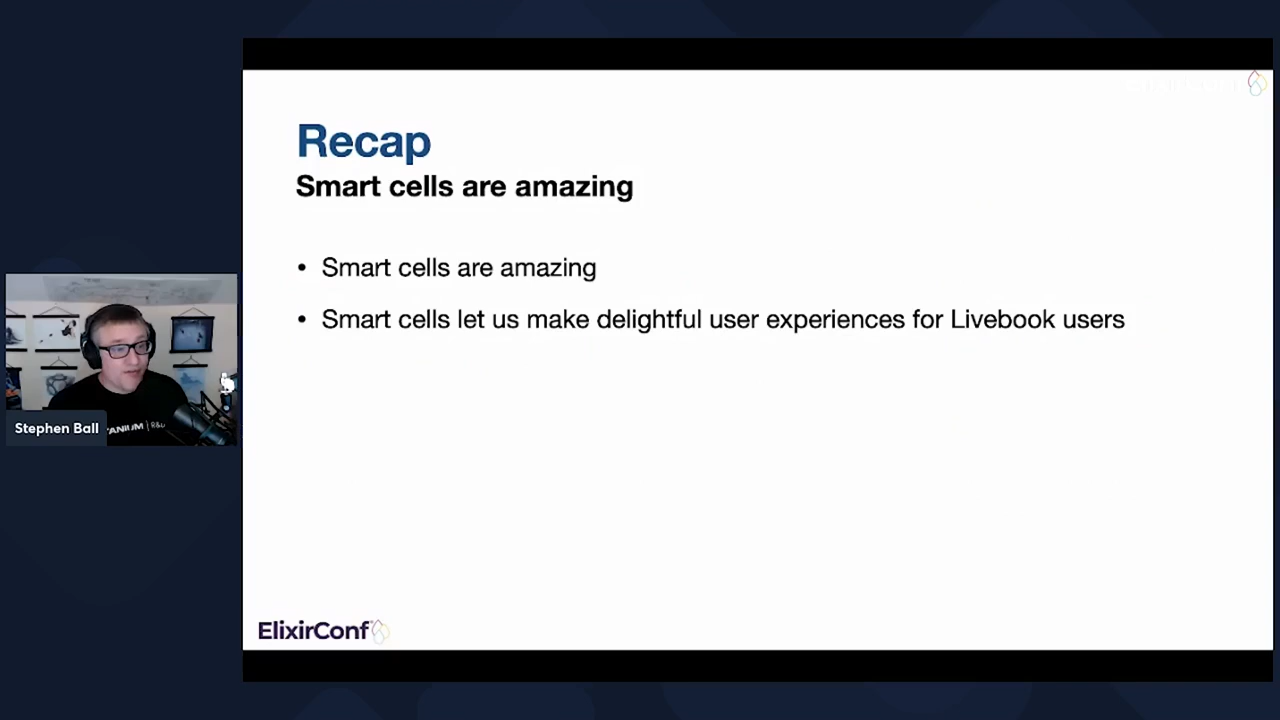 Recap
Smart cells are amazing
• Smart cells are amazing
• Smart cells let us make delightful user experiences for Livebook users
Stephen Ball
ANIUM | R&D
ElixirConf